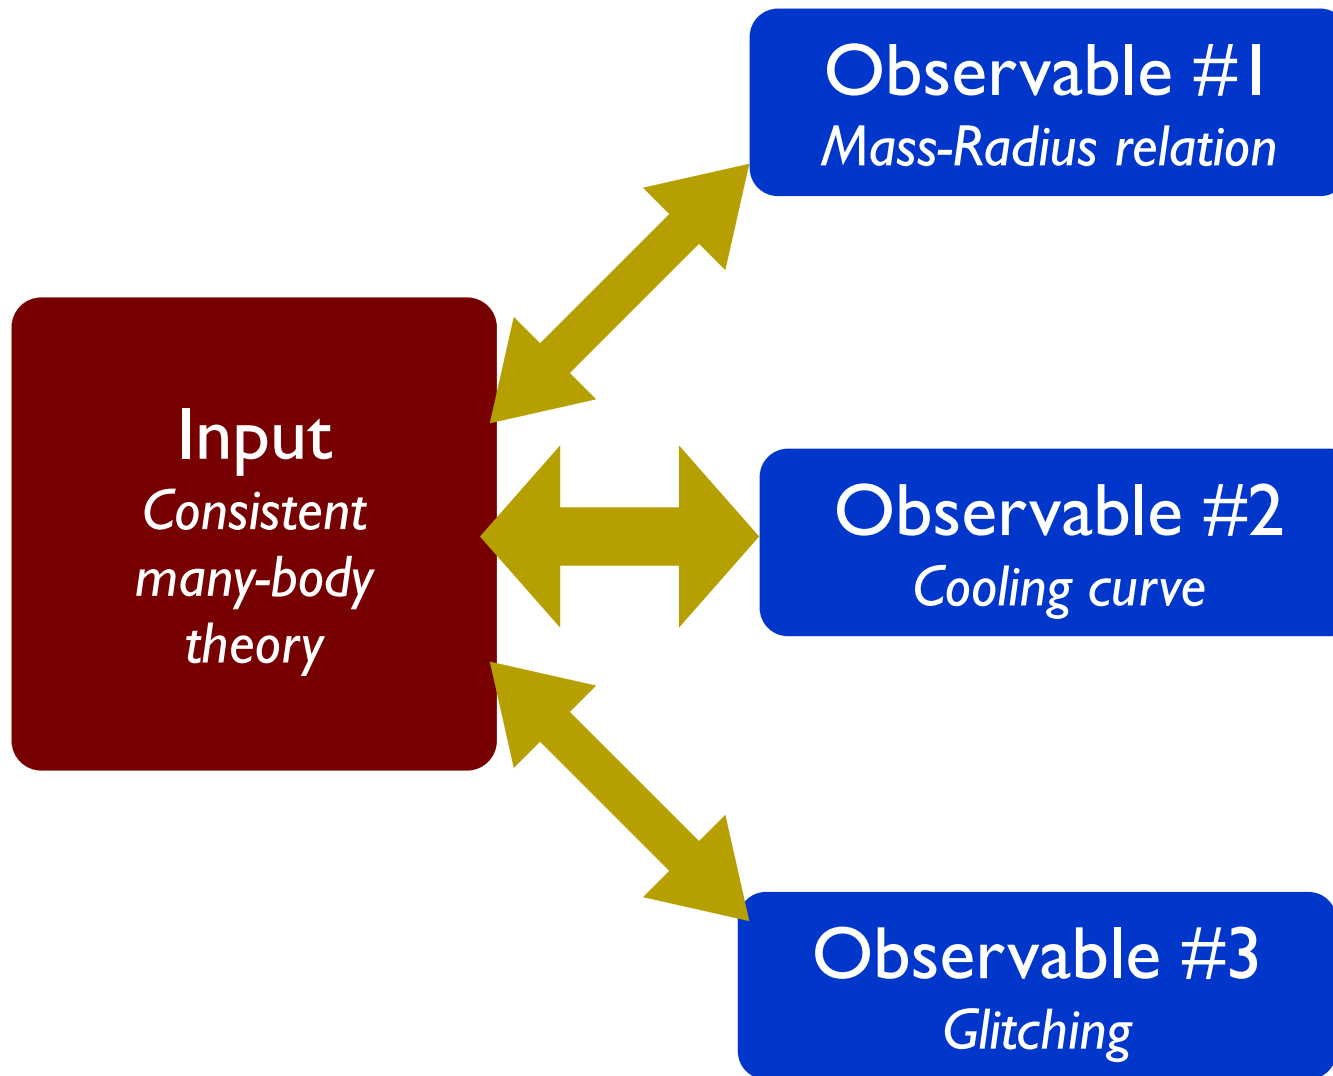 Observable #1
Mass-Radius relation
Input
Consistent
many-body
theory
Observable #2
Cooling curve
Observable #3
Glitching